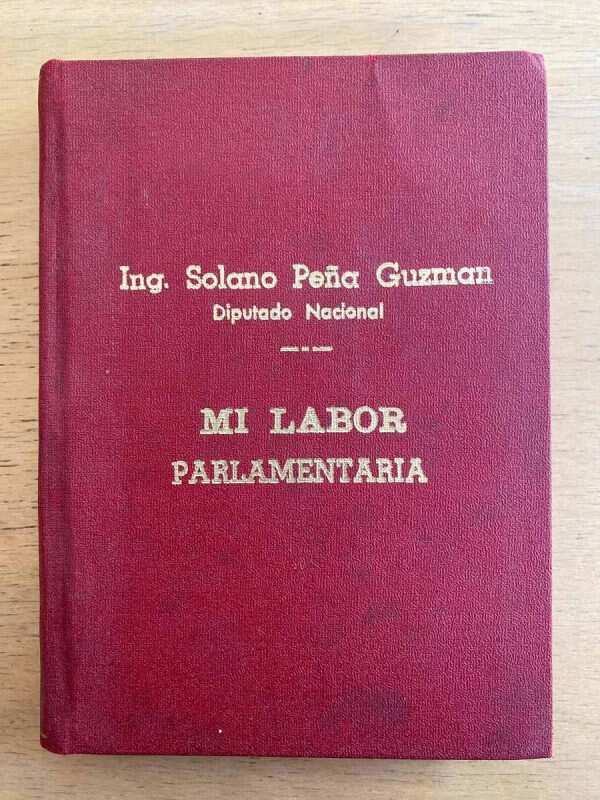 Ing. Solano Peña Guzman
Diputado Nacional
MI LABOR
PARLAMENTARIA